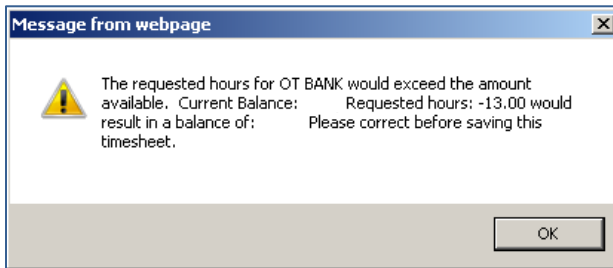 Message from webpage
The requested hours for OT BANK would exceed the amount
available.  Current Balance:        Requested hours: -13.00 would
result in a balance of:        Please correct before saving this
timesheet.
OK